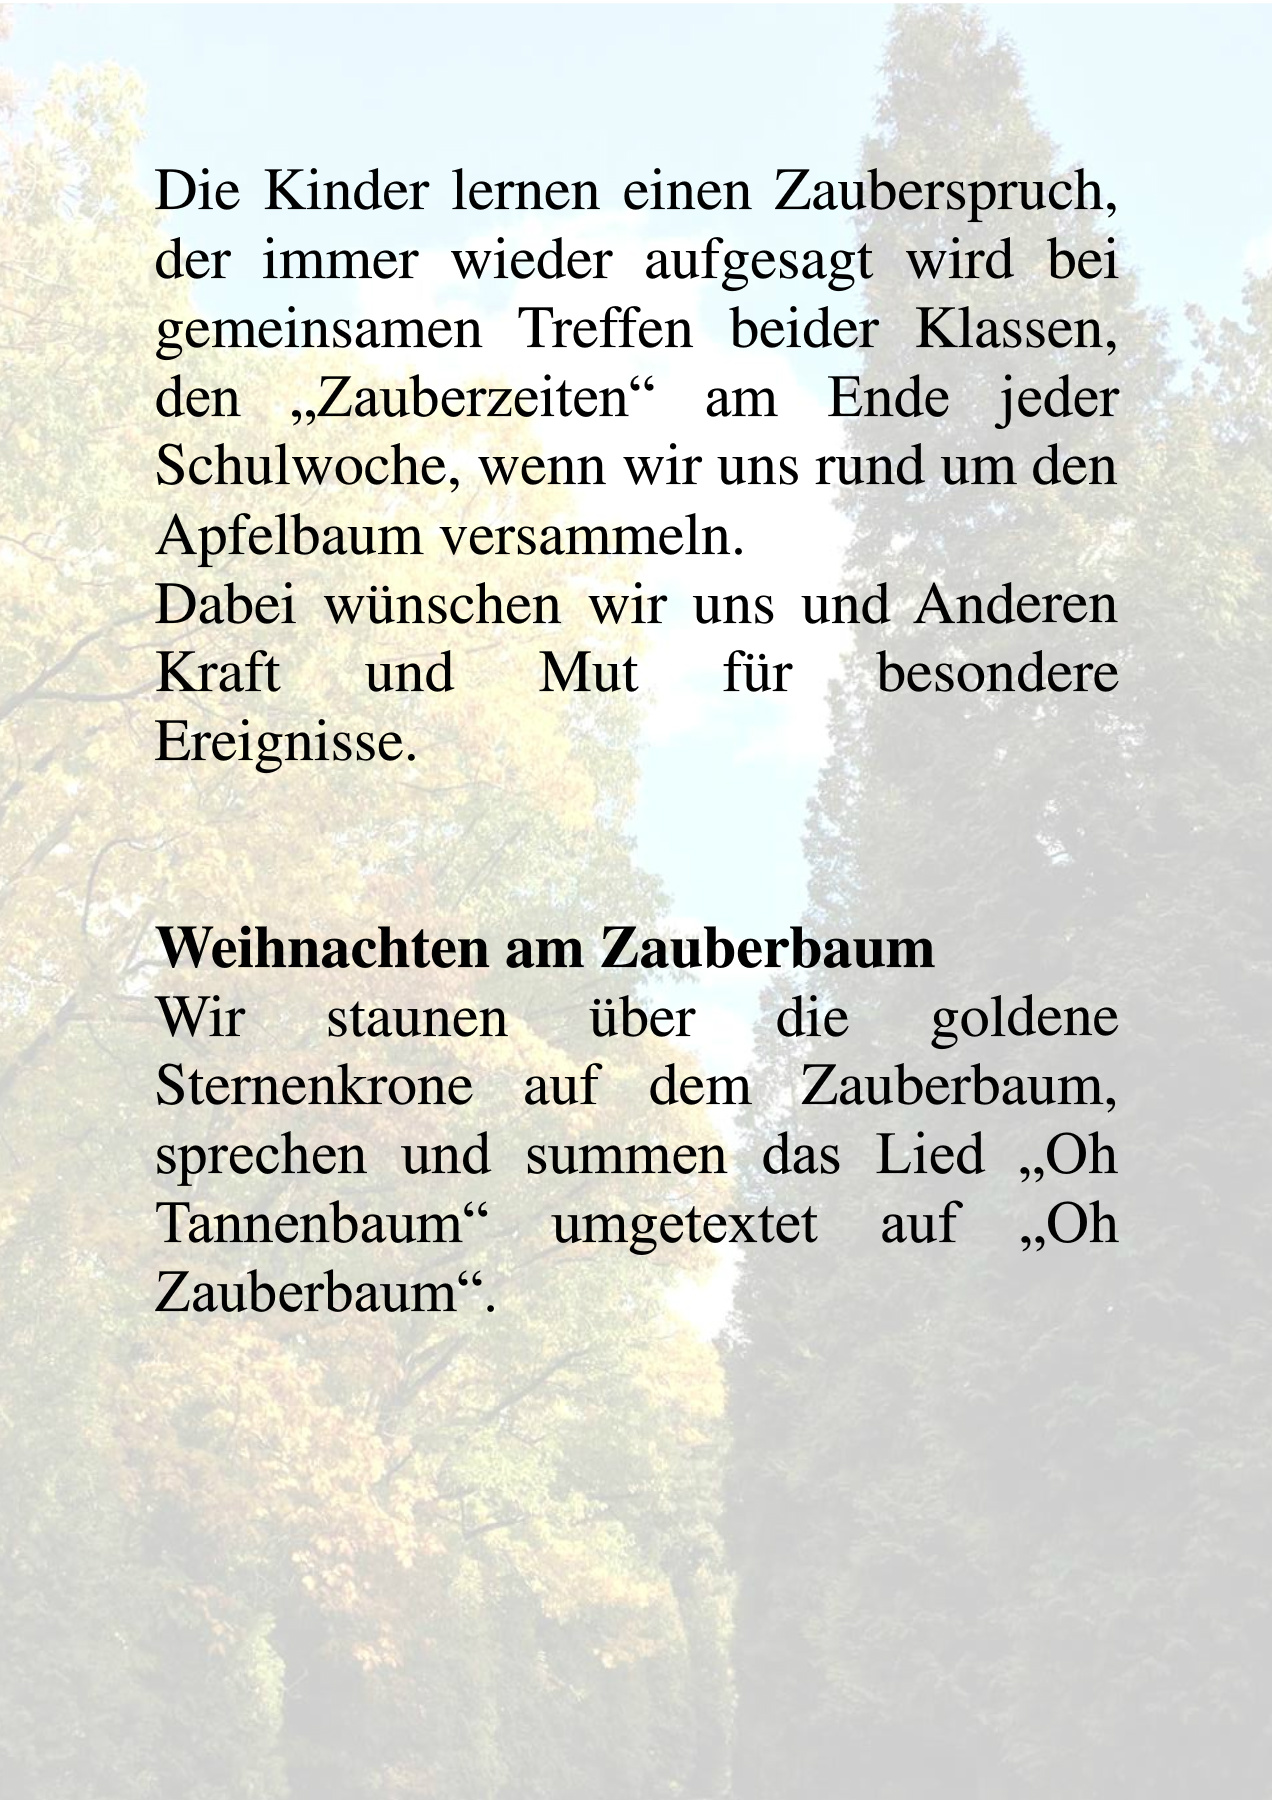 Die Kinder lernen einen Zauberspruch,
der immer wieder aufgesagt wird bei
gemeinsamen Treffen beider Klassen,
den „Zauberzeiten“ am Ende jeder
Schulwoche, wenn wir uns rund um den
Apfelbaum versammeln.
Dabei wünschen wir uns und Anderen
Kraft und Mut für besondere
Ereignisse.
Weihnachten am Zauberbaum
Wir staunen über die goldene
Sternenkrone auf dem Zauberbaum,
sprechen und summen das Lied „Oh
Tannenbaum“ umgetextet auf „Oh
Zauberbaum“.